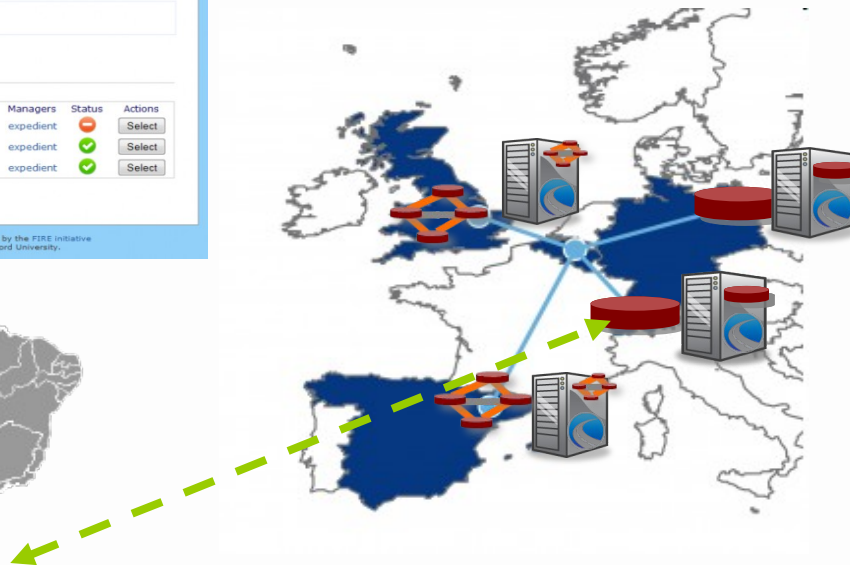 Managers Status Actions
expedient Select
expedient Select
expedient Select
by the FIRE initiative
ord University.